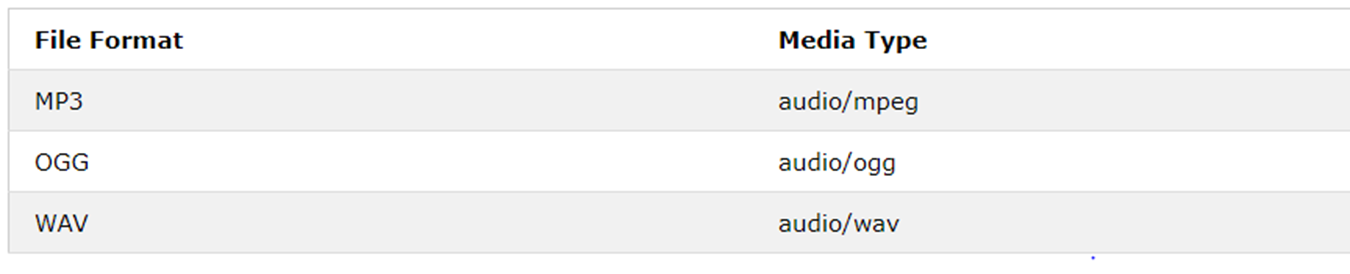 File Format Media Type
MP3 audio/mpeg
OGG audio/ogg
WAV audio/wav